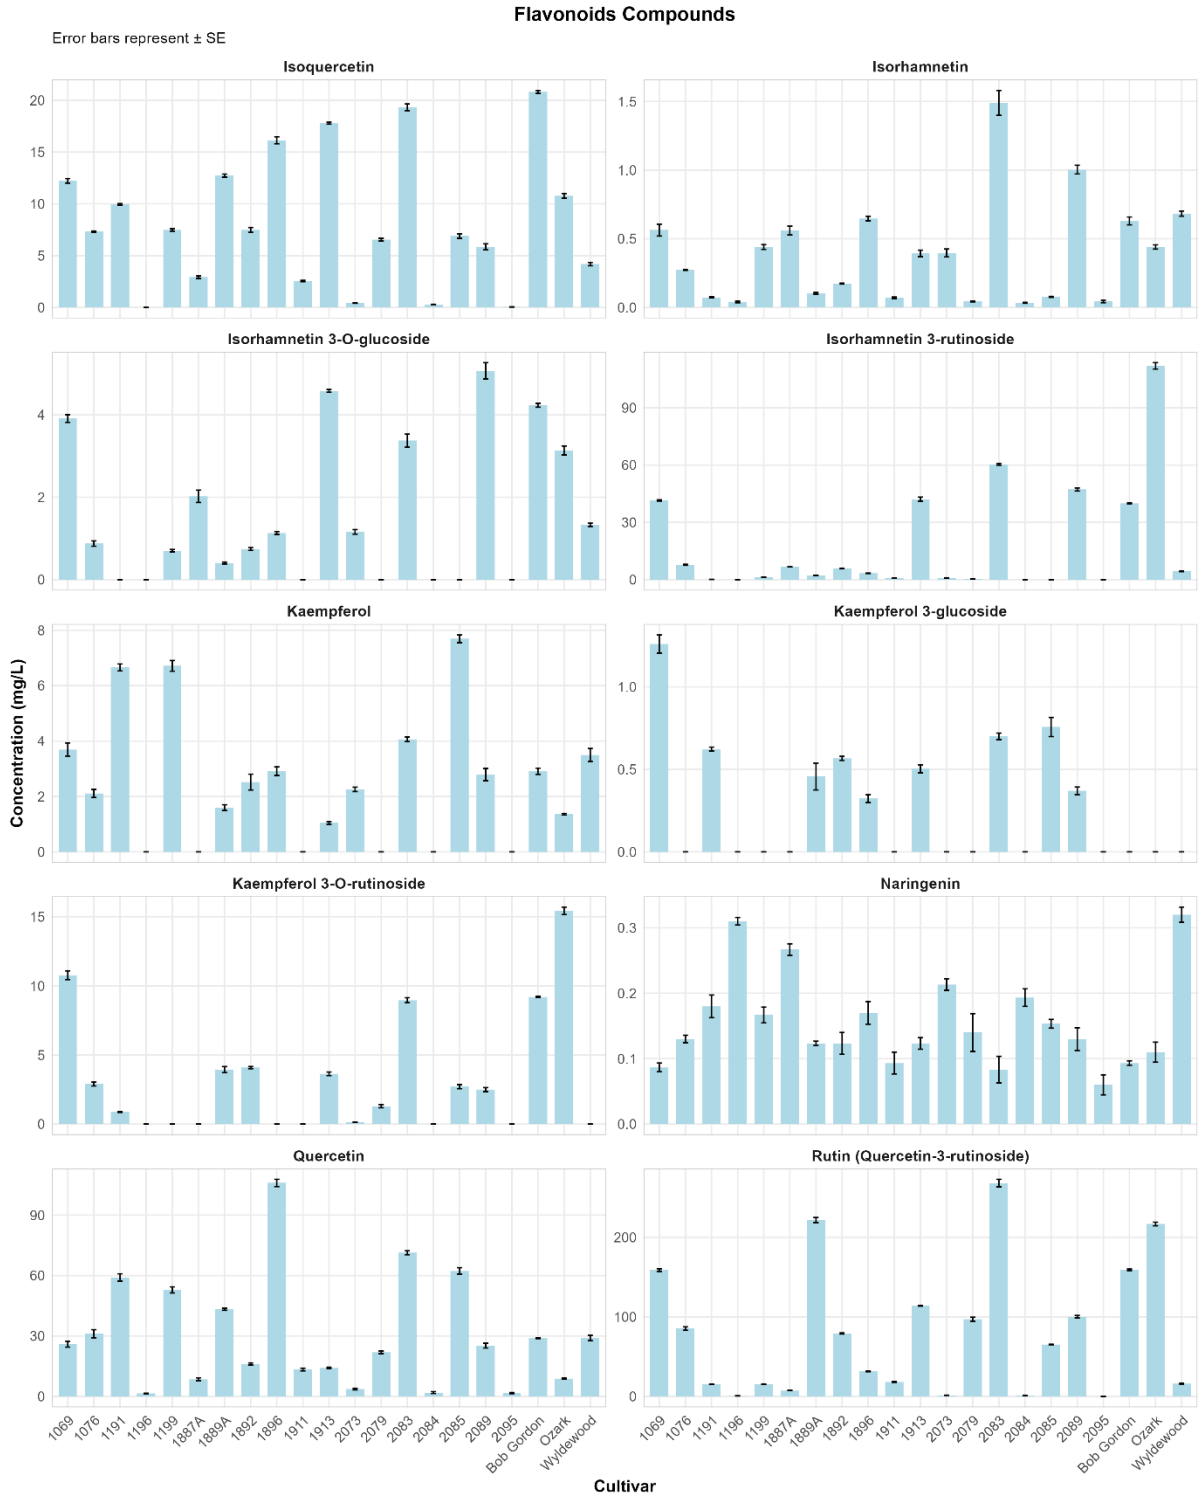 Flavonoids Compounds
Error bars represent ± SE
Isoquercetin
Isorhamnetin
20
15
10
5
0
1.5
1.0
0.5
0.0
Isorhamnetin 3-O-glucoside
Isorhamnetin 3-rutinoside
4
2
0
90
60
30
0
Kaempferol
Kaempferol 3-glucoside
8
6
4
2
0
1.0
0.5
0.0
Kaempferol 3-O-rutinoside
Naringenin
15
10
5
0
0.3
0.2
0.1
0.0
Quercetin
Rutin (Quercetin-3-rutinoside)
90
60
30
0
200
100
0
Concentration (mg/L)
1069
1076
1191
1196
1199
1887A
1889A
1892
1896
1911
1913
2073
2079
2083
2084
2085
2089
2095
Bob Gordon
Ozark
Wyldewood
1069
1076
1191
1196
1199
1887A
1889A
1892
1896
1911
1913
2073
2079
2083
2084
2085
2089
2095
Bob Gordon
Ozark
Wyldewood
Cultivar